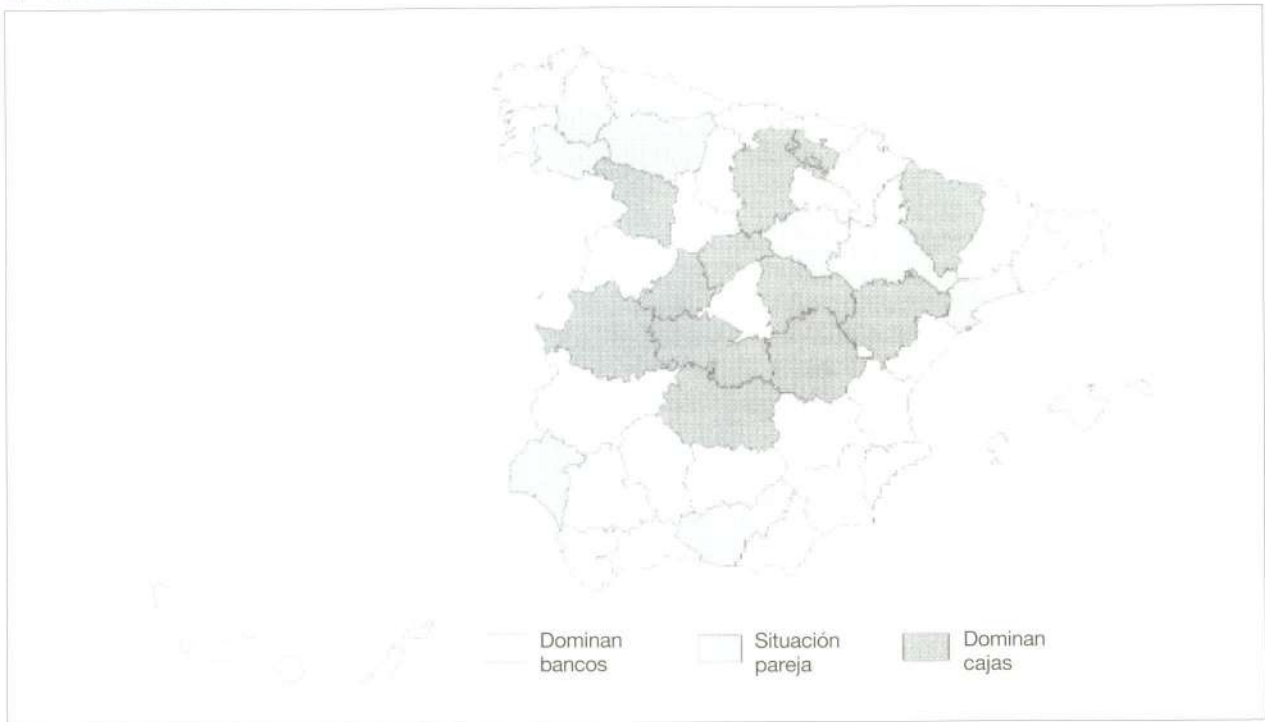 Dominan
bancos
Situación
pareja
Dominan
cajas